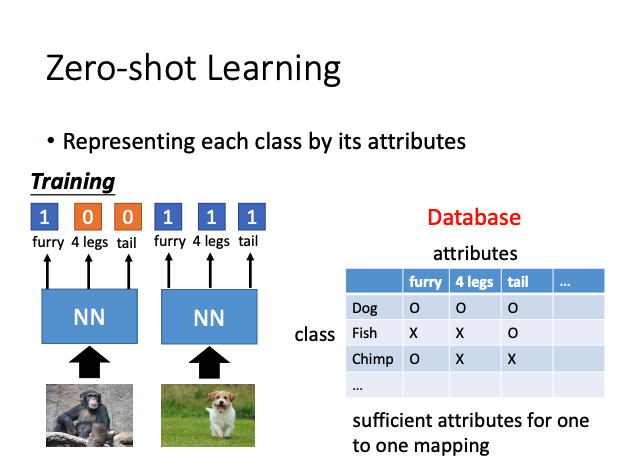 Zero-shot Learning
• Representing each class by its attributes
Training
1 0 0 1 1 1
furry 4 legs tail furry 4 legs tail
NN NN
Database
attributes
class
furry 4 legs tail ...
Dog O O O
Fish X X O
Chimp O X X
...
sufficient attributes for one
to one mapping